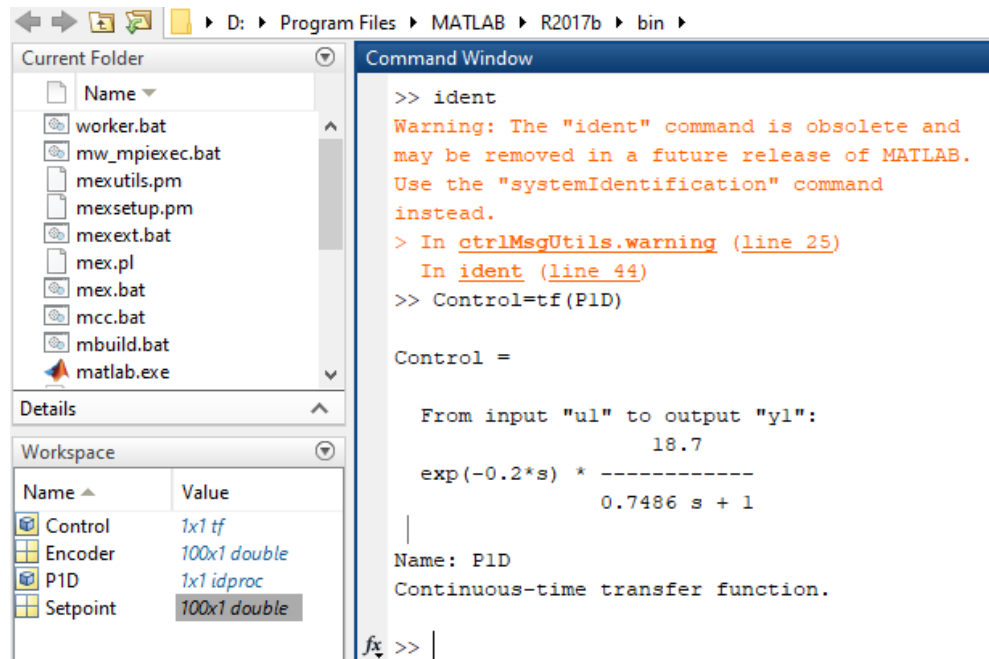 D: Program Files MATLAB R2017b bin
Current Folder
Name
worker.bat
mw_mpiexec.bat
mexutils.pm
mexsetup.pm
mexext.bat
mex.pl
mex.bat
mcc.bat
mbuild.bat
matlab.exe
Details
Workspace
Name Value
Control 1x1 tf
Encoder 100x1 double
P1D 1x1 idproc
Setpoint 100x1 double
Command Window
>> ident
Warning: The "ident" command is obsolete and
may be removed in a future release of MATLAB.
Use the "systemIdentification" command
instead.
> In ctrlMsgUtils.warning (line 25)
In ident (line 44)
>> Control=tf(P1D)
Control =
From input "u1" to output "y1":
18.7
exp(-0.2*s) * ------------
0.7486 s + 1
Name: P1D
Continuous-time transfer function.
fx >>